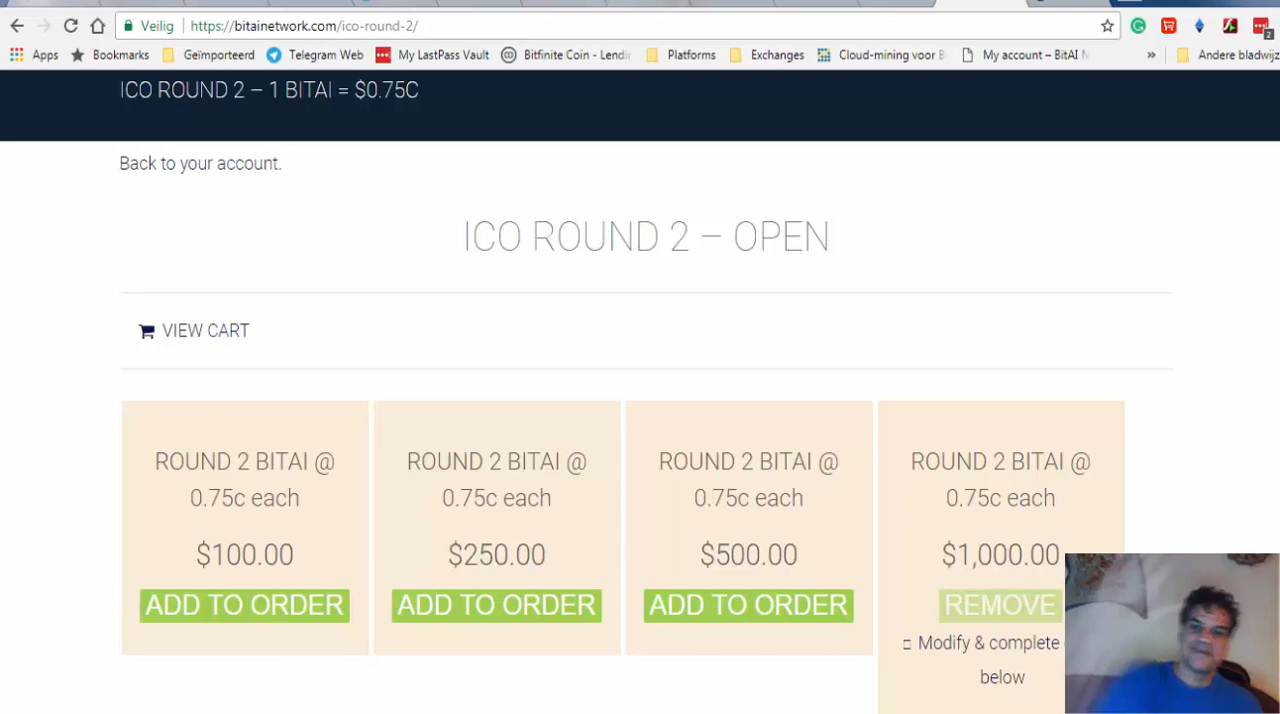 Veilig https://bitainetwork.com/ico-round-2/
2
Apps Bookmarks Geïmporteerd Telegram Web My LastPass Vault Bitfinite Coin - Lendi Platforms Exchanges Cloud-mining voor B My account – BitAI N » Andere bladwijz
ICO ROUND 2 – 1 BITAI = $0.75C
Back to your account.
ICO ROUND 2 – OPEN
VIEW CART
ROUND 2 BITAI @ ROUND 2 BITAI @ ROUND 2 BITAI @ ROUND 2 BITAI @
0.75c each 0.75c each 0.75c each 0.75c each
$100.00 $250.00 $500.00 $1,000.00
ADD TO ORDER ADD TO ORDER ADD TO ORDER REMOVE
Modify & complete
below